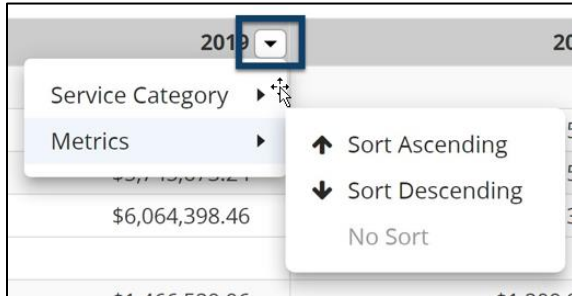 2019
Service Category
Metrics
Sort Ascending
Sort Descending
No Sort
$6,064,398.46